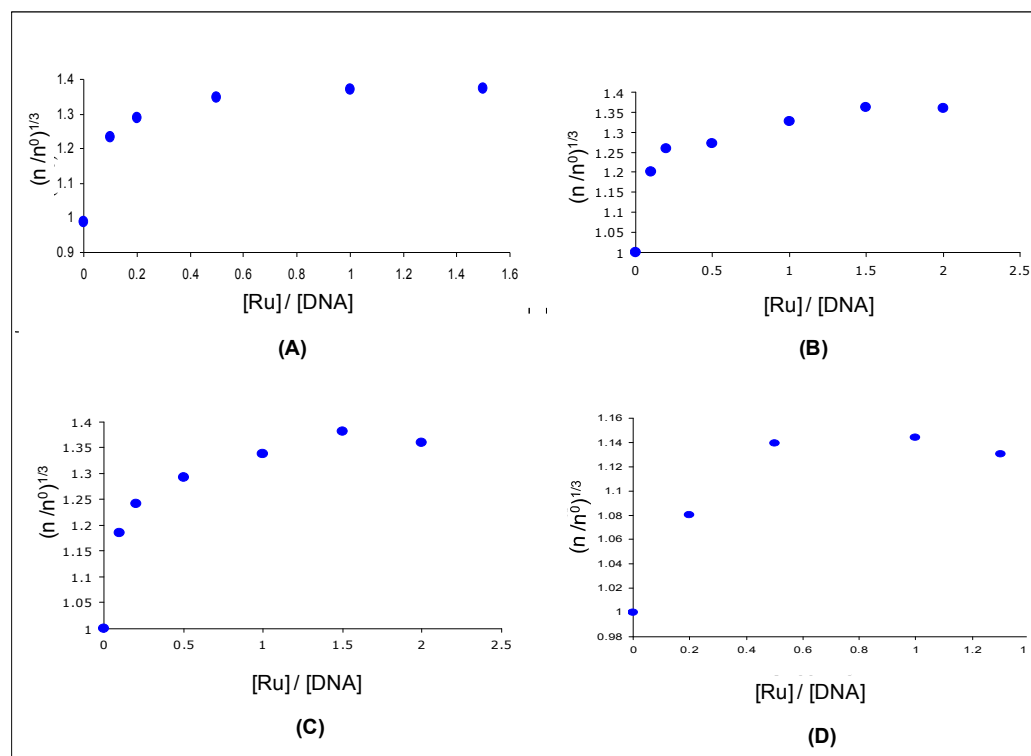 (n /n⁰)¹/³
1.4
1.3
1.2
1.1
1
0.9
0 0.2 0.4 0.6 0.8 1 1.2 1.4 1.6
[Ru] / [DNA]
(A)
(n /n⁰)¹/³
1.4
1.35
1.3
1.25
1.2
1.15
1.1
1.05
1
0 0.5 1 1.5 2 2.5
[Ru] / [DNA]
(B)
(n /n⁰)¹/³
1.4
1.35
1.3
1.25
1.2
1.15
1.1
1.05
1
0 0.5 1 1.5 2 2.5
[Ru] / [DNA]
(C)
(n /n⁰)¹/³
1.16
1.14
1.12
1.1
1.08
1.06
1.04
1.02
1
0.98
0 0.2 0.4 0.6 0.8 1 1.2 1
[Ru] / [DNA]
(D)